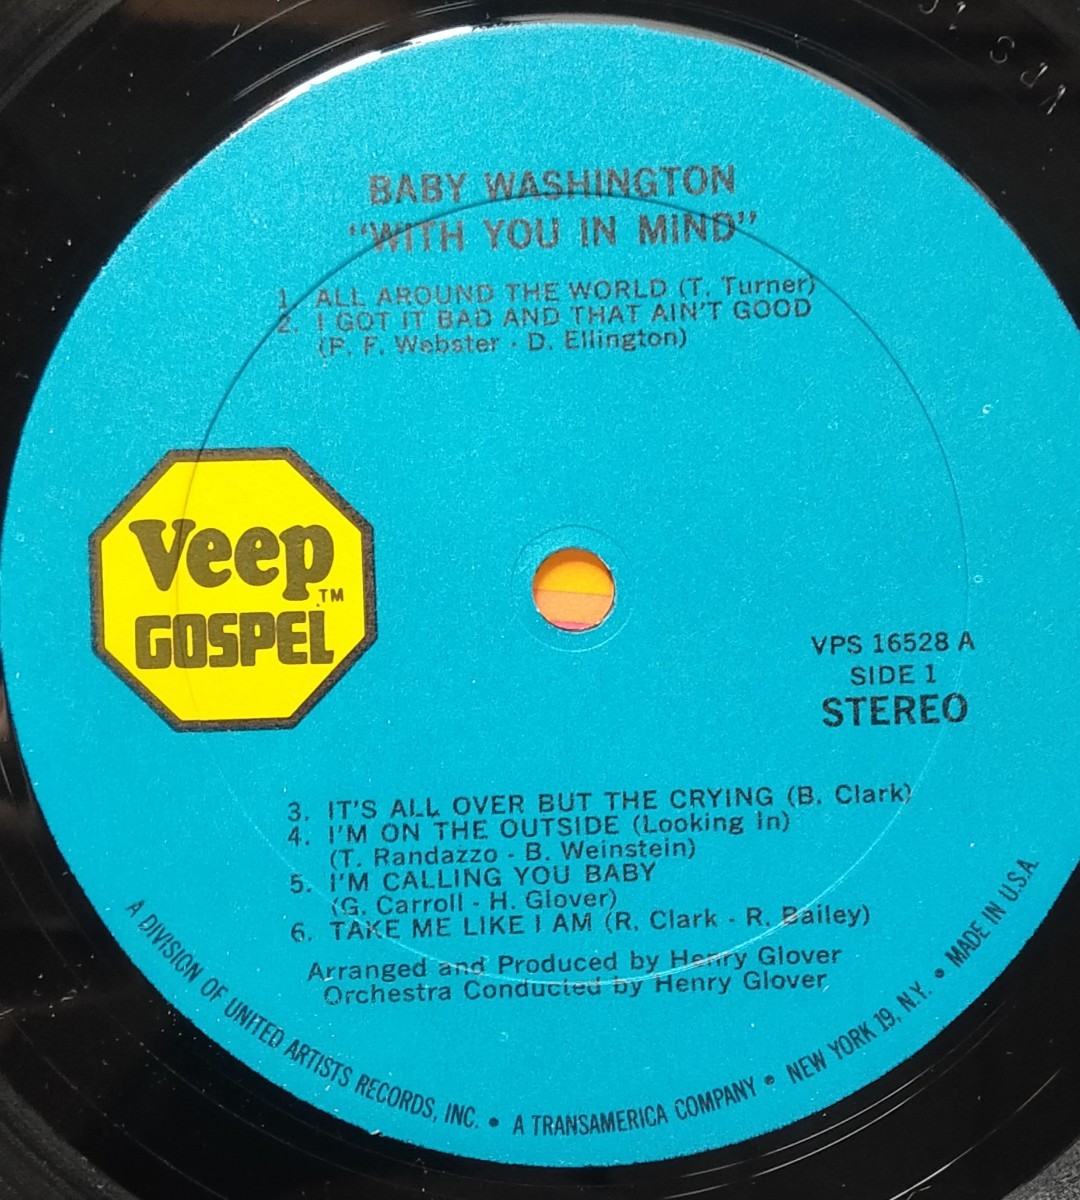 BABY WASHINGTON
"WITH YOU IN MIND"
1. ALL AROUND THE WORLD (T. Turner)
2. I GOT IT BAD AND THAT AIN'T GOOD
(P. F. Webster - D. Ellington)
Veep TM
GOSPEL
VPS 16528 A
SIDE 1
STEREO
3. IT'S ALL OVER BUT THE CRYING (B. Clark)
4. I'M ON THE OUTSIDE (Looking In)
(T. Randazzo - B. Weinstein)
5. I'M CALLING YOU BABY
(G. Carroll - H. Glover)
6. TAKE ME LIKE I AM (R. Clark - R. Bailey)
Arranged and Produced by Henry Glover
Orchestra Conducted by Henry Glover
A DIVISION OF UNITED ARTISTS RECORDS, INC. • A TRANSAMERICA COMPANY • NEW YORK 19, N.Y. • MADE IN U.S.A.